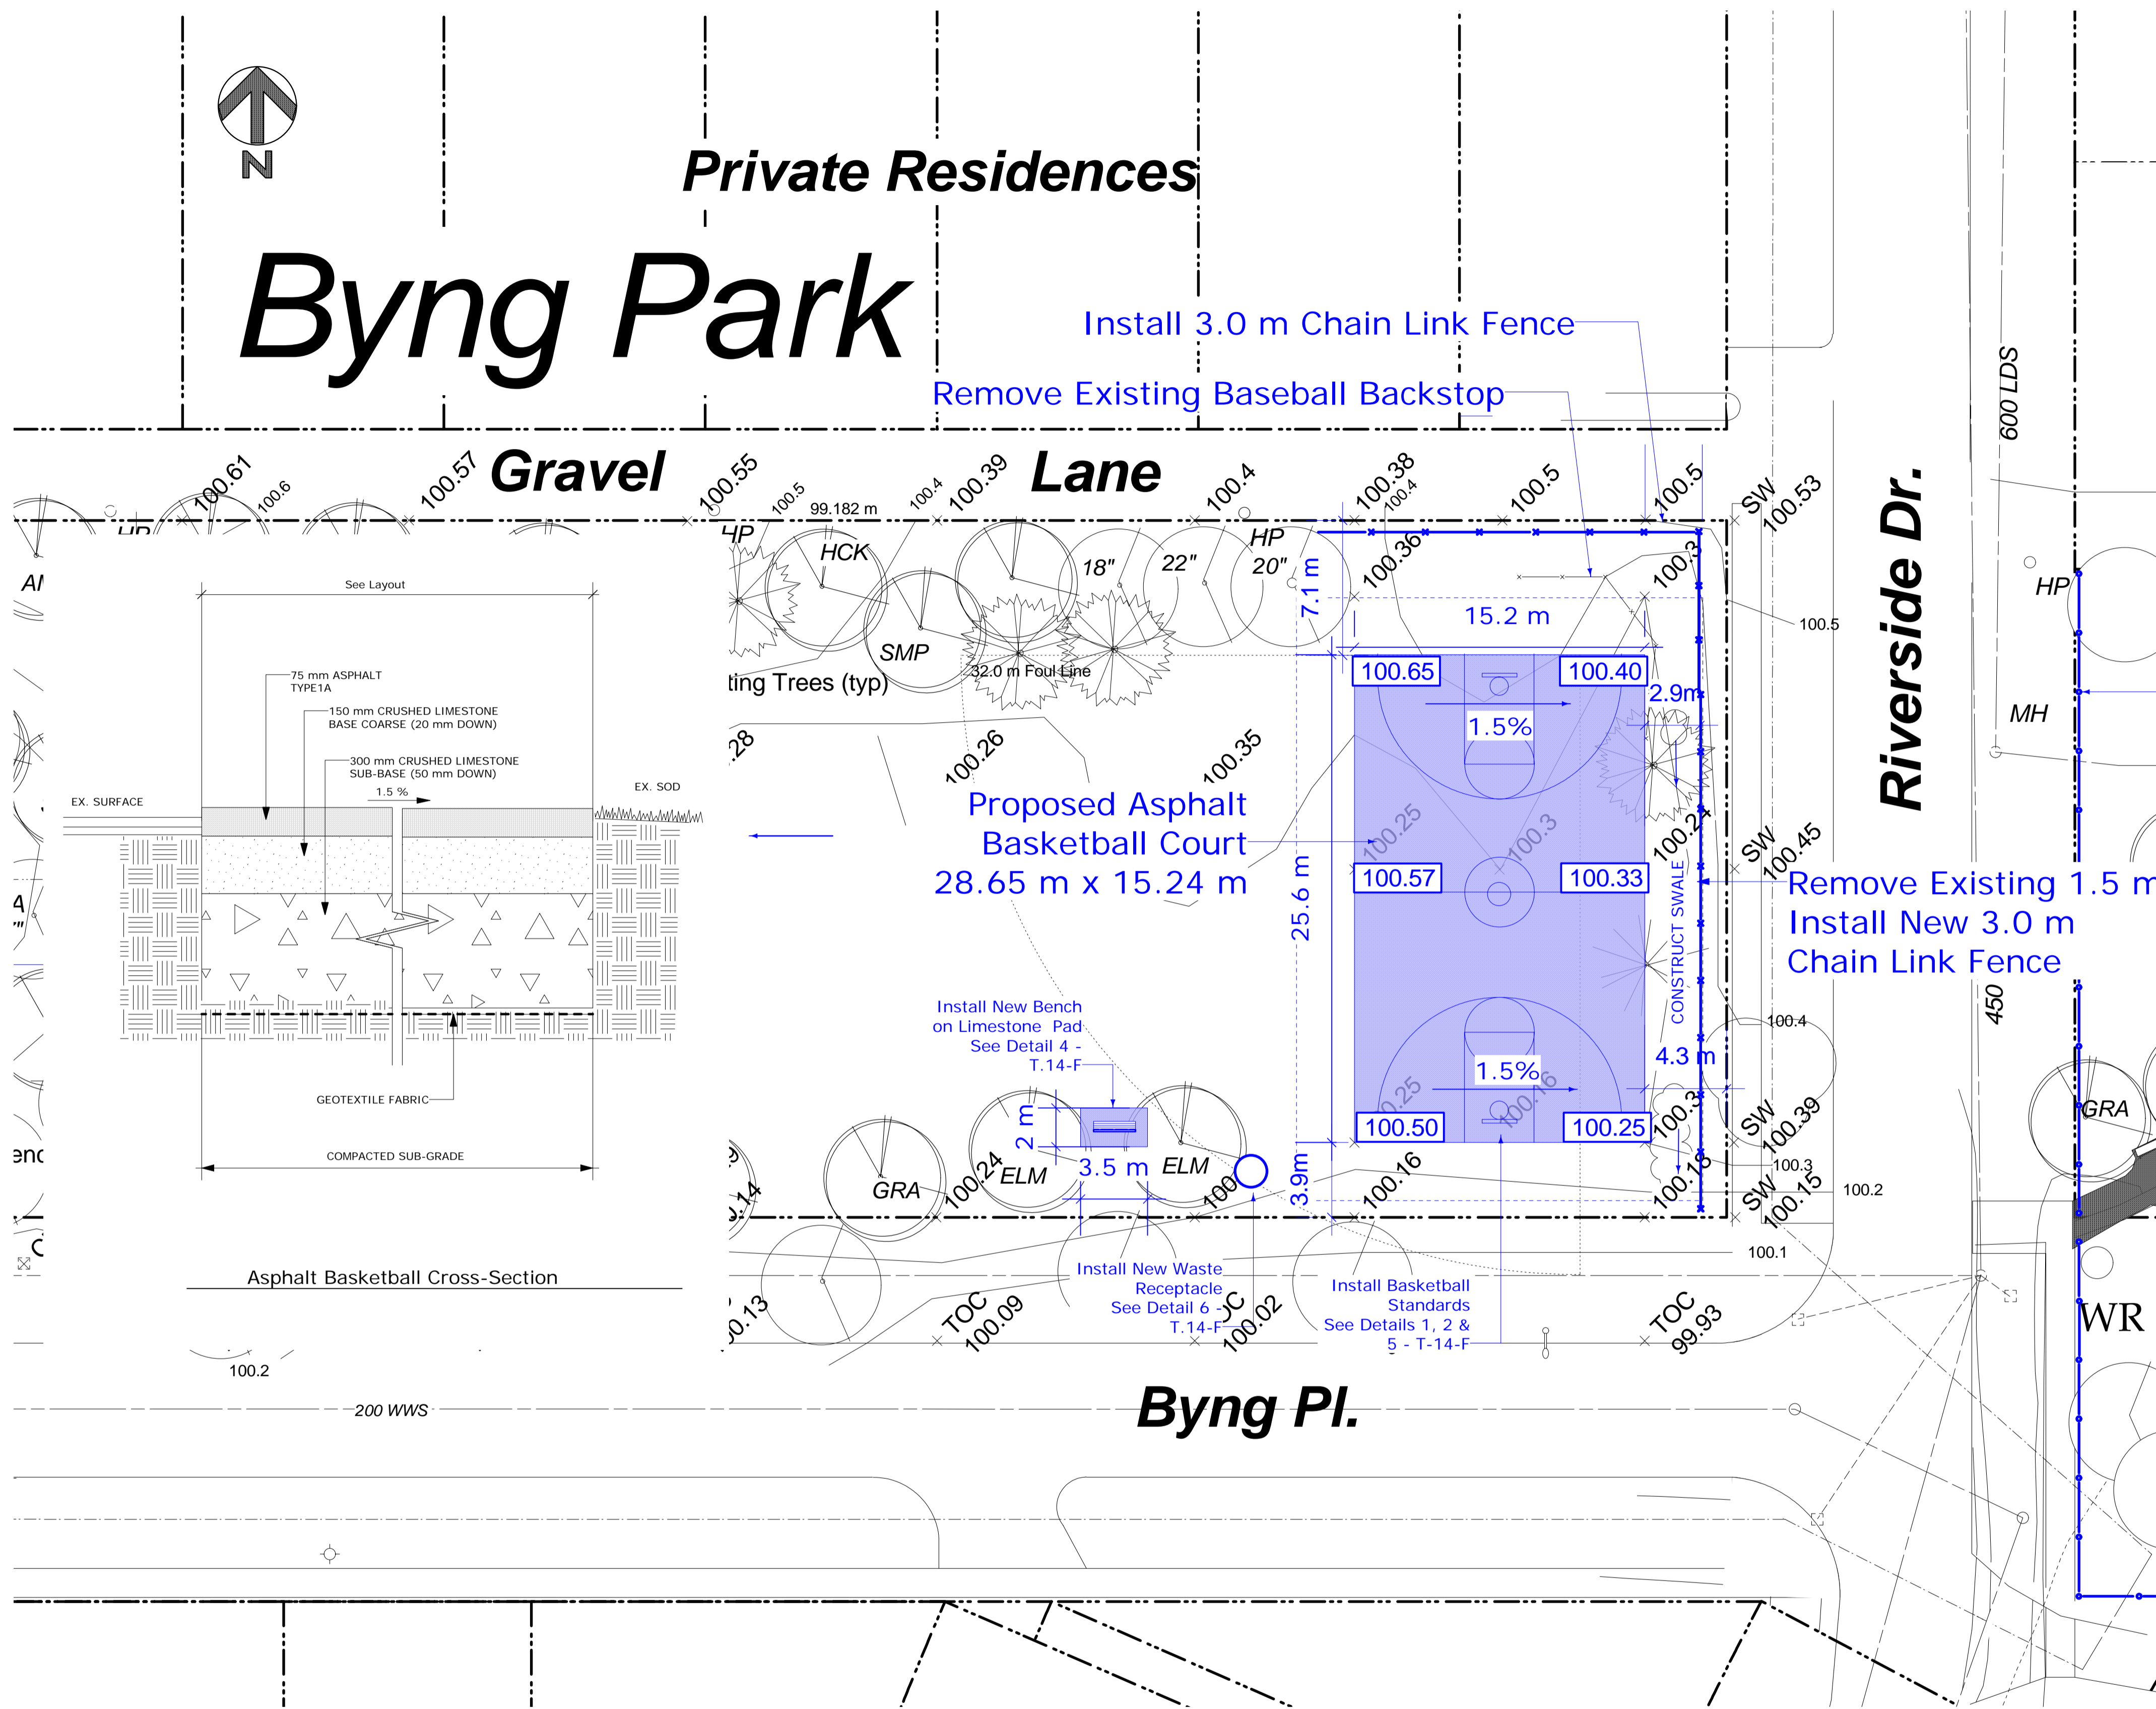 N
Private Residences
Byng Park
Install 3.0 m Chain Link Fence
Remove Existing Baseball Backstop
600 LDS
Gravel Lane
100.61
100.6
100.57
100.55
100.5
99.182 m
100.4
100.39
100.4
100.38
100.4
100.5
100.5
SW
100.53
HP
HP
HCK
SMP
18"
22"
HP
20"
7.1 m
100.36
100.3
15.2 m
100.5
Riverside Dr.
HP
MH
See Layout
75 mm ASPHALT
TYPE1A
150 mm CRUSHED LIMESTONE
BASE COARSE (20 mm DOWN)
300 mm CRUSHED LIMESTONE
SUB-BASE (50 mm DOWN)
1.5 %
EX. SURFACE
EX. SOD
GEOTEXTILE FABRIC
COMPACTED SUB-GRADE
Asphalt Basketball Cross-Section
ting Trees (typ)
32.0 m Foul Line
100.65
100.40
2.9m
1.5%
.28
100.26
100.35
Proposed Asphalt
Basketball Court
28.65 m x 15.24 m
100.25
100.3
100.24
SW
100.45
100.57
100.33
25.6 m
CONSTRUCT SWALE
Remove Existing 1.5 m
Install New 3.0 m
Chain Link Fence
450
100.4
4.3 m
Install New Bench
on Limestone Pad
See Detail 4 -
T.14-F
1.5%
100.16
100.50
100.25
100.3
SW
100.39
100.3
100.2
GRA
2 m
3.5 m
ELM
ELM
GRA
100.24
3.9m
100.16
100.18
SW
100.15
100.1
Install New Waste
Receptacle
See Detail 6 -
T.14-F
Install Basketball
Standards
See Details 1, 2 &
5 - T-14-F
TOC
100.09
100.02
TOC
99.93
WR
100.2
200 WWS
Byng Pl.